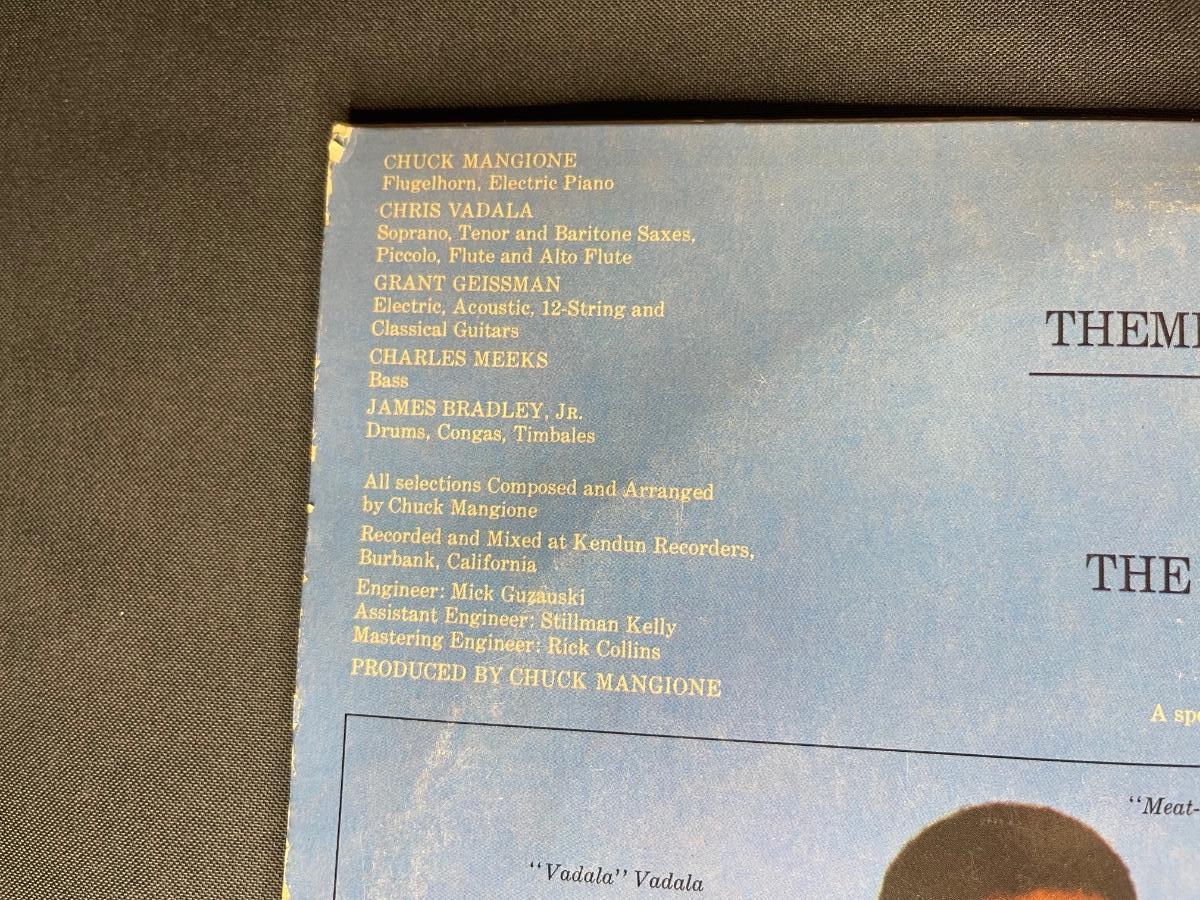 CHUCK MANGIONE
Flugelhorn, Electric Piano
CHRIS VADALA
Soprano, Tenor and Baritone Saxes,
Piccolo, Flute and Alto Flute
GRANT GEISSMAN
Electric, Acoustic, 12-String and
Classical Guitars
CHARLES MEEKS
Bass
JAMES BRADLEY, JR.
Drums, Congas, Timbales
All selections Composed and Arranged
by Chuck Mangione
Recorded and Mixed at Kendun Recorders,
Burbank, California
Engineer: Mick Guzauski
Assistant Engineer: Stillman Kelly
Mastering Engineer: Rick Collins
PRODUCED BY CHUCK MANGIONE
THEME
THE
A spe
“Meat-
“Vadala” Vadala